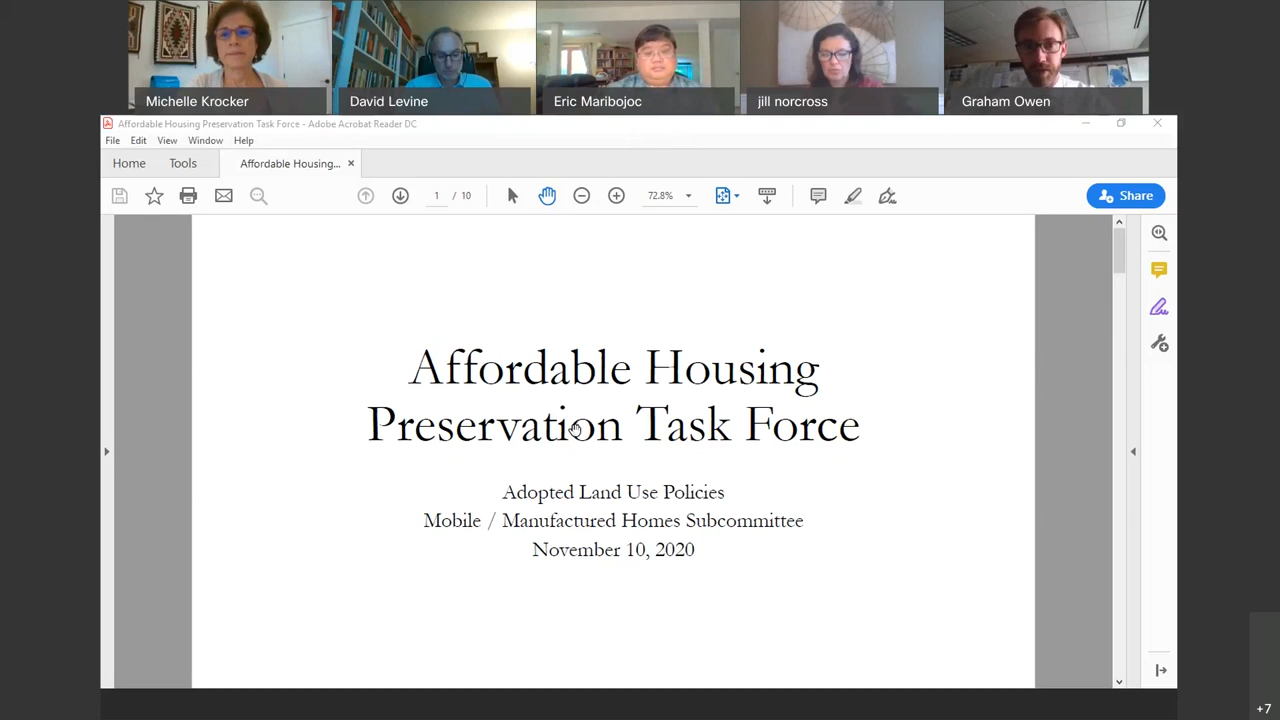 Michelle Krocker
David Levine
Eric Maribojoc
jill norcross
Graham Owen
Affordable Housing Preservation Task Force - Adobe Acrobat Reader DC
File Edit View Window Help
Home Tools Affordable Housing... ×
1 / 10 72.8% Share
Affordable Housing
Preservation Task Force
Adopted Land Use Policies
Mobile / Manufactured Homes Subcommittee
November 10, 2020
+7